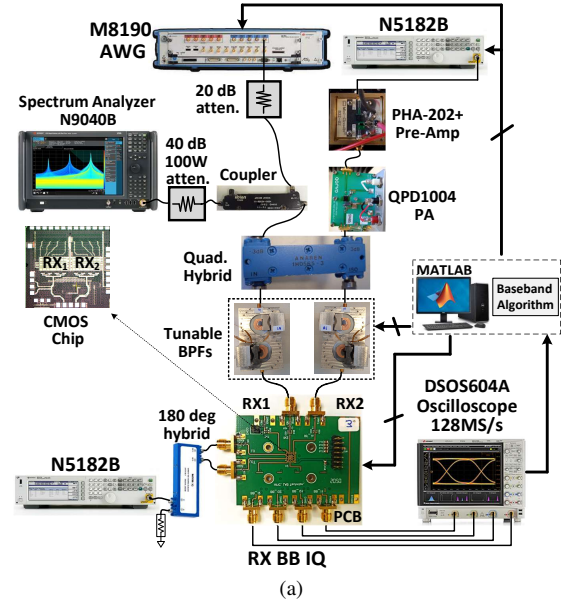 M8190
AWG
N5182B
20 dB
atten.
Spectrum Analyzer
N9040B
PHA-202+
Pre-Amp
40 dB
100W
atten.
Coupler
QPD1004
PA
RX1 RX2
Quad.
Hybrid
MATLAB
Baseband
Algorithm
CMOS
Chip
Tunable
BPFs
RX1 RX2
DSOS604A
Oscilloscope
128MS/s
180 deg
hybrid
N5182B
PCB
RX BB IQ
(a)